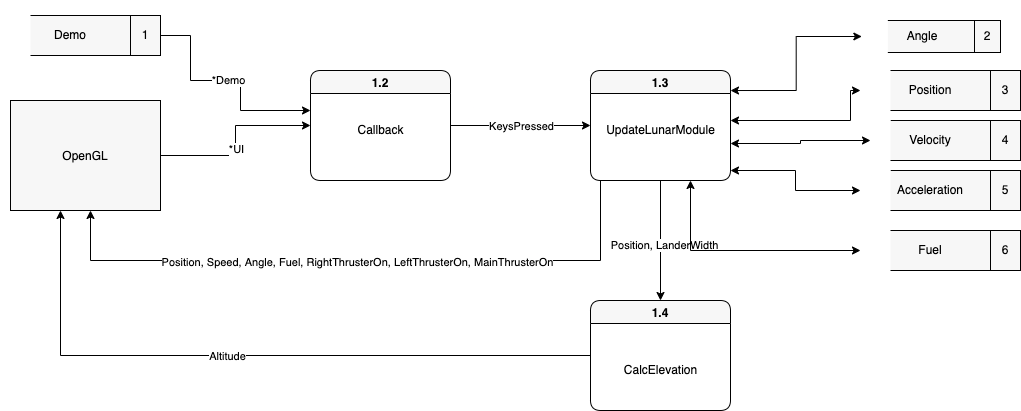 Demo 1
Angle 2
*Demo
1.2
1.3
Position 3
Callback
KeysPressed
UpdateLunarModule
Velocity 4
OpenGL
*UI
Acceleration 5
Position, LanderWidth
Fuel 6
Position, Speed, Angle, Fuel, RightThrusterOn, LeftThrusterOn, MainThrusterOn
1.4
Altitude
CalcElevation